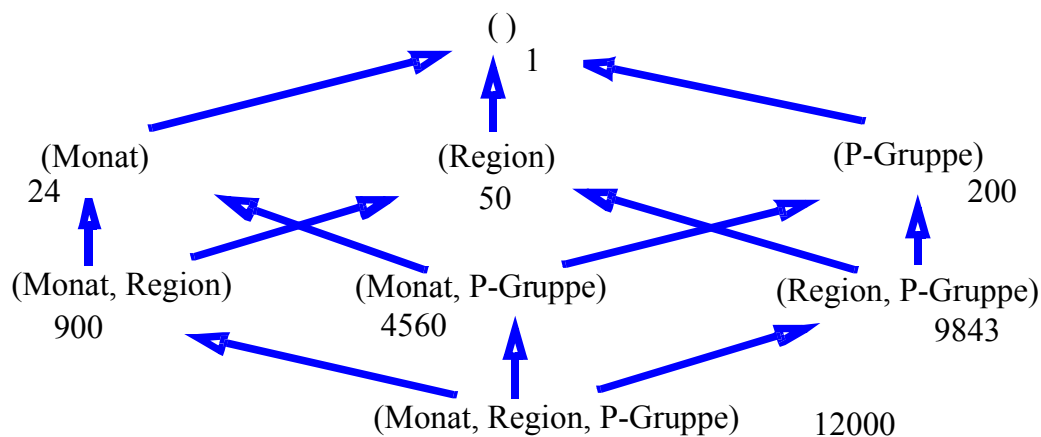 ( )
1
(Monat) (Region) (P-Gruppe)
24 50 200
(Monat, Region) (Monat, P-Gruppe) (Region, P-Gruppe)
900 4560 9843
(Monat, Region, P-Gruppe) 12000